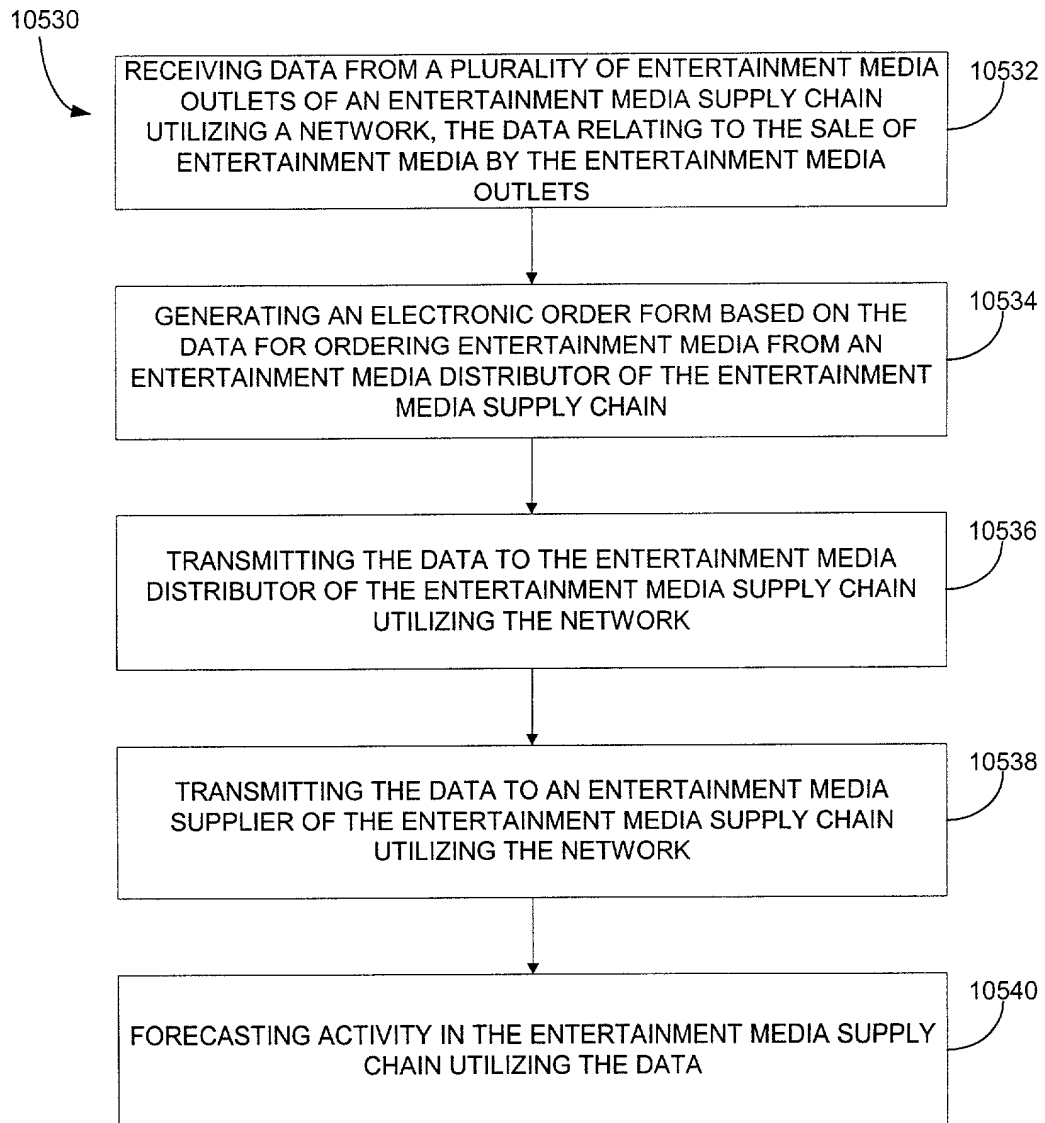 10530
RECEIVING DATA FROM A PLURALITY OF ENTERTAINMENT MEDIA
OUTLETS OF AN ENTERTAINMENT MEDIA SUPPLY CHAIN
UTILIZING A NETWORK, THE DATA RELATING TO THE SALE OF
ENTERTAINMENT MEDIA BY THE ENTERTAINMENT MEDIA
OUTLETS
10532
GENERATING AN ELECTRONIC ORDER FORM BASED ON THE
DATA FOR ORDERING ENTERTAINMENT MEDIA FROM AN
ENTERTAINMENT MEDIA DISTRIBUTOR OF THE ENTERTAINMENT
MEDIA SUPPLY CHAIN
10534
TRANSMITTING THE DATA TO THE ENTERTAINMENT MEDIA
DISTRIBUTOR OF THE ENTERTAINMENT MEDIA SUPPLY CHAIN
UTILIZING THE NETWORK
10536
TRANSMITTING THE DATA TO AN ENTERTAINMENT MEDIA
SUPPLIER OF THE ENTERTAINMENT MEDIA SUPPLY CHAIN
UTILIZING THE NETWORK
10538
FORECASTING ACTIVITY IN THE ENTERTAINMENT MEDIA SUPPLY
CHAIN UTILIZING THE DATA
10540